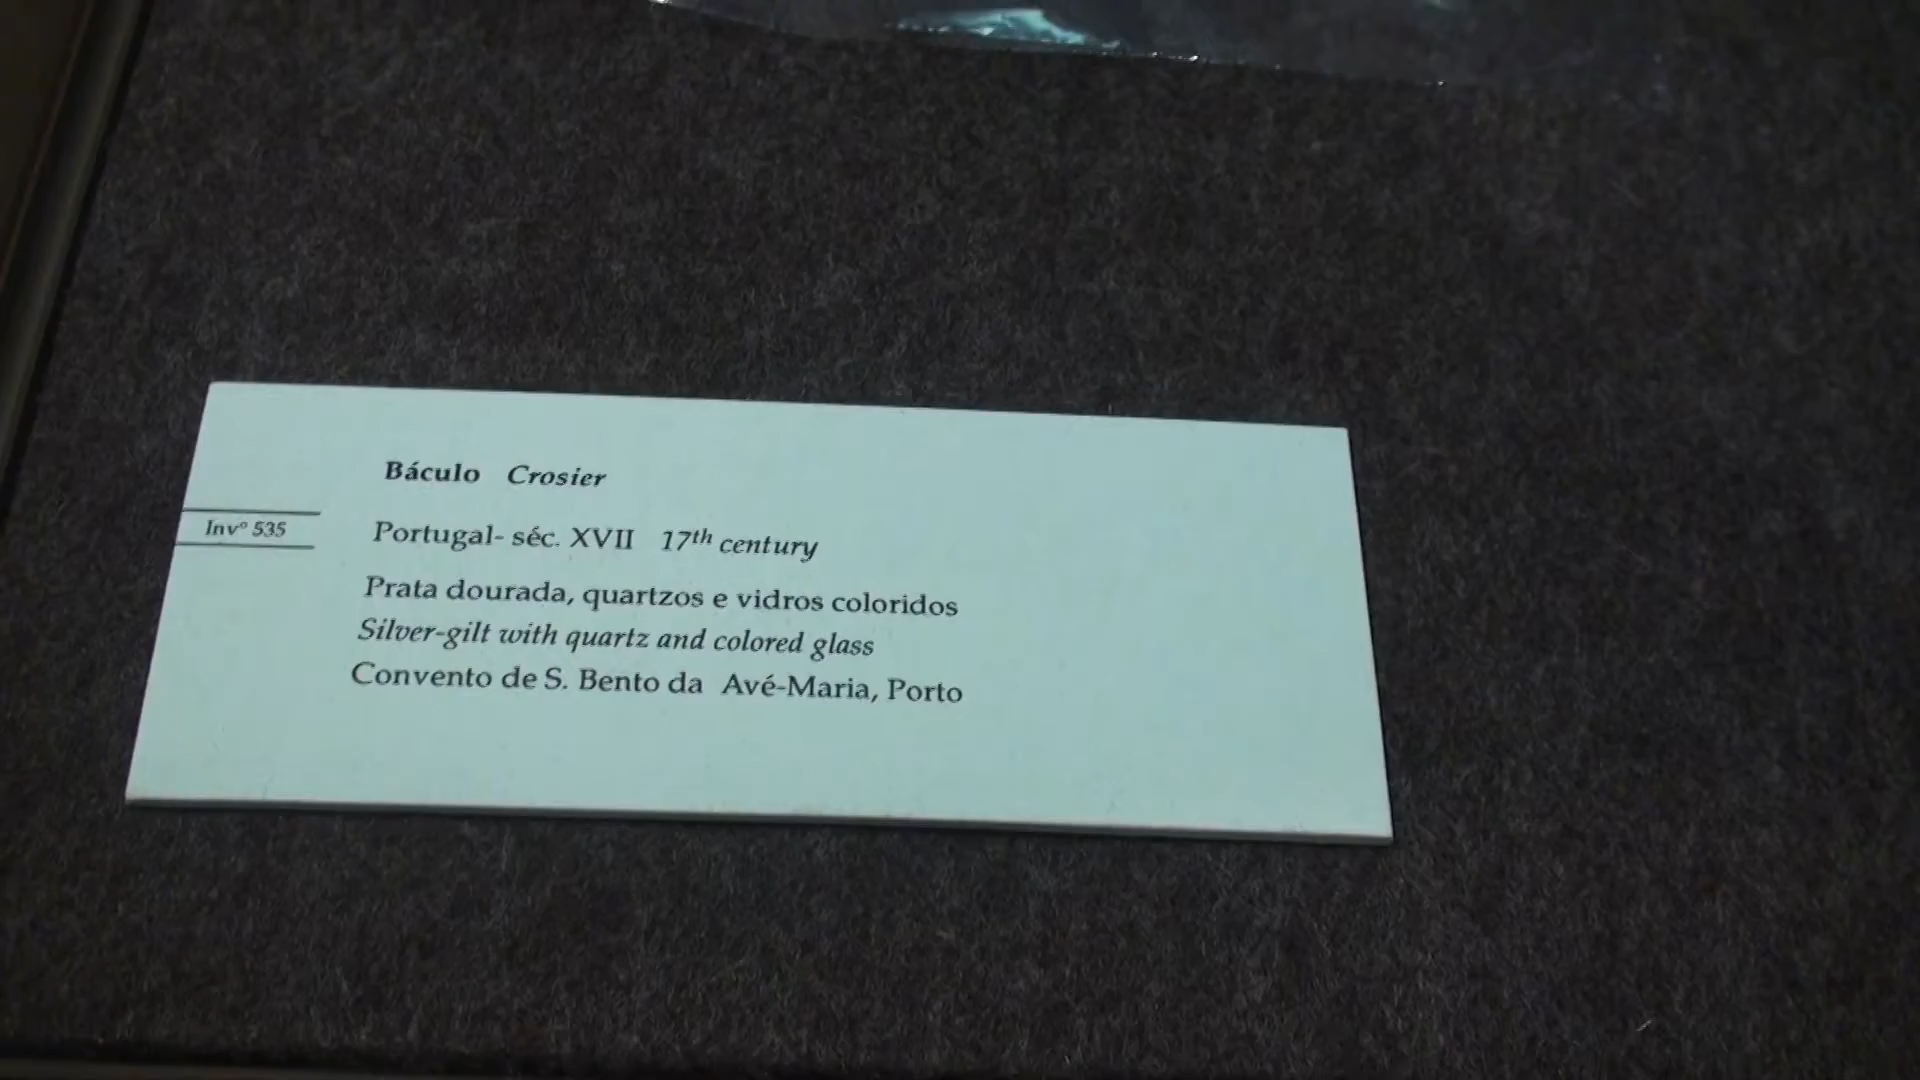 Báculo Crosier
Invº 535
Portugal- séc. XVII 17th century
Prata dourada, quartzos e vidros coloridos
Silver-gilt with quartz and colored glass
Convento de S. Bento da Avé-Maria, Porto